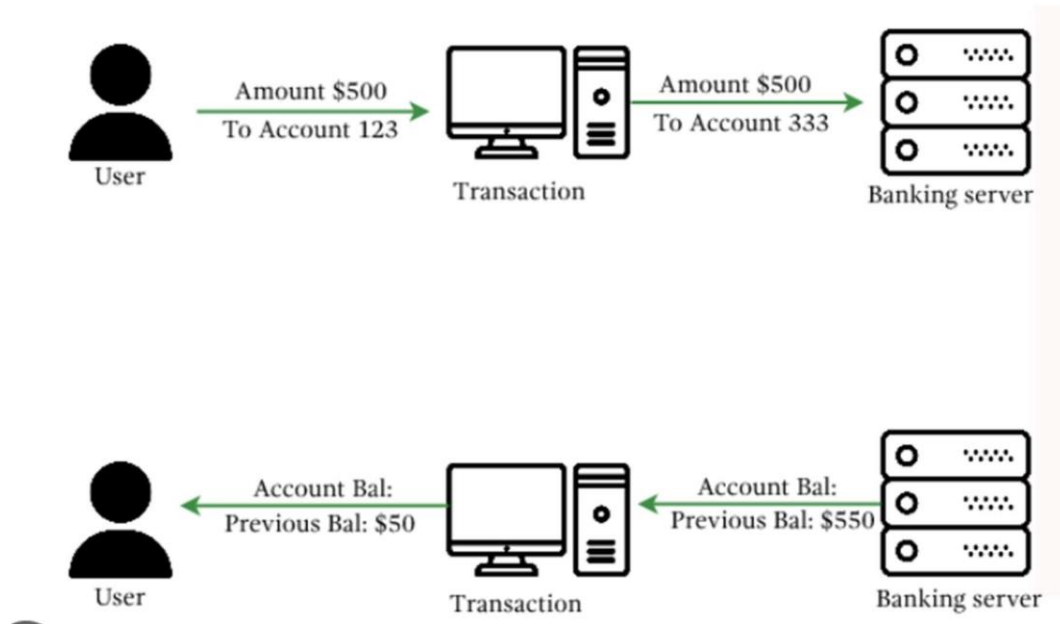 Amount $500
To Account 123
Amount $500
To Account 333
User
Transaction
Banking server
Account Bal:
Previous Bal: $50
Account Bal:
Previous Bal: $550
User
Transaction
Banking server